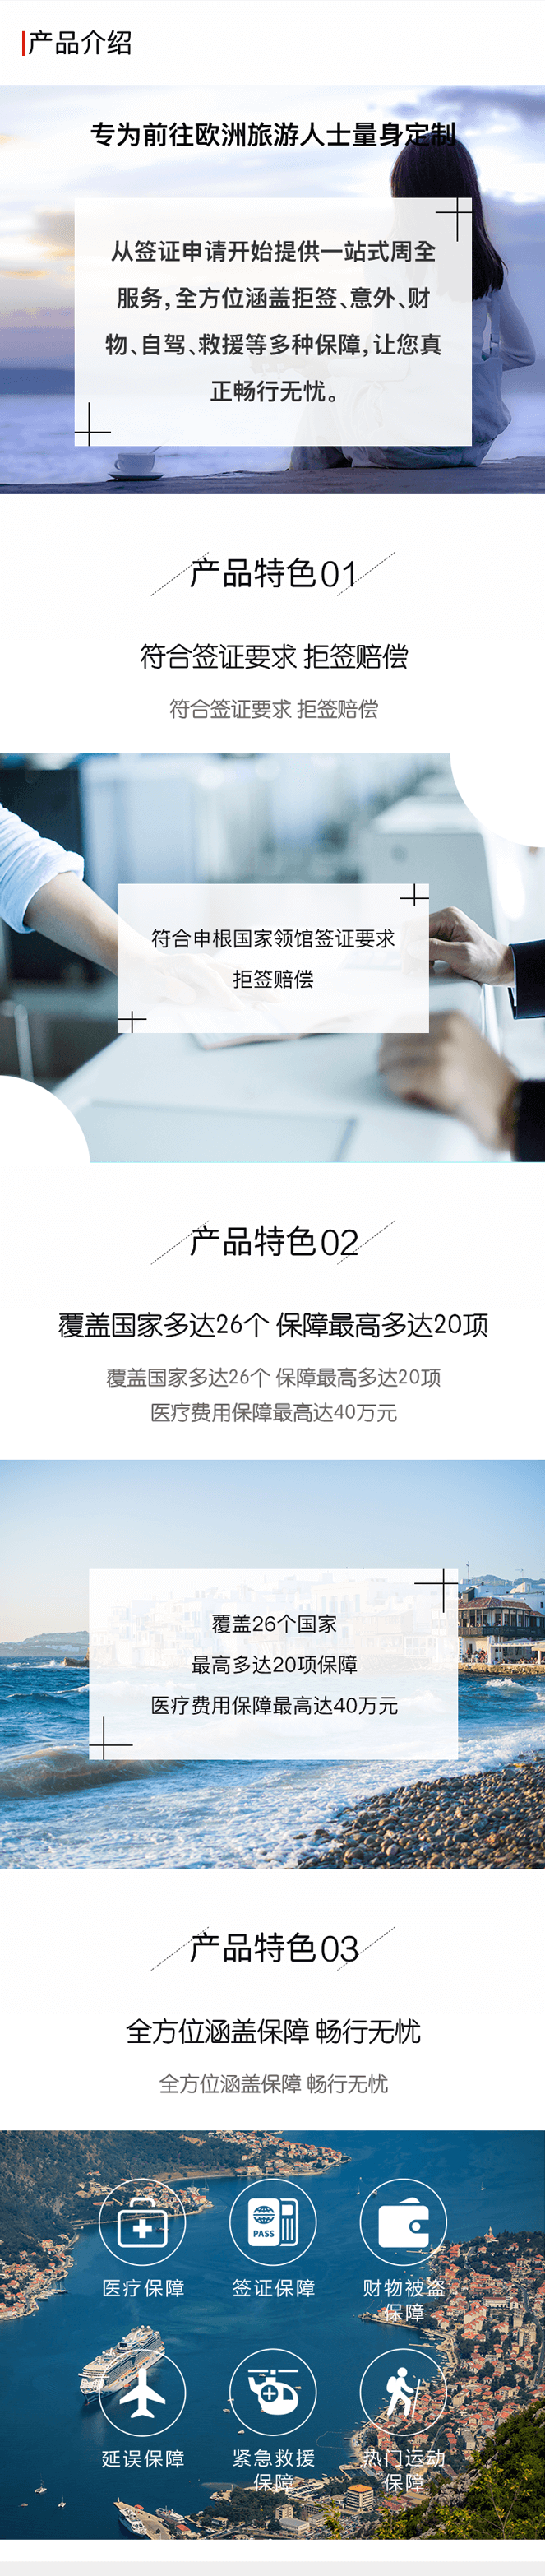 产品介绍
专为前往欧洲旅游人士量身定制
从签证申请开始提供一站式周全
服务,全方位涵盖拒签、意外、财
物、自驾、救援等多种保障,让您真
正畅行无忧。
产品特色01
符合签证要求 拒签赔偿
符合签证要求 拒签赔偿
符合申根国家领馆签证要求
拒签赔偿
产品特色02
覆盖国家多达26个 保障最高多达20项
覆盖国家多达26个 保障最高多达20项
医疗费用保障最高达40万元
覆盖26个国家
最高多达20项保障
医疗费用保障最高达40万元
产品特色03
全方位涵盖保障 畅行无忧
全方位涵盖保障 畅行无忧
PASS
医疗保障 签证保障 财物被盗
保障
延误保障 紧急救援 热门运动
保障 保障